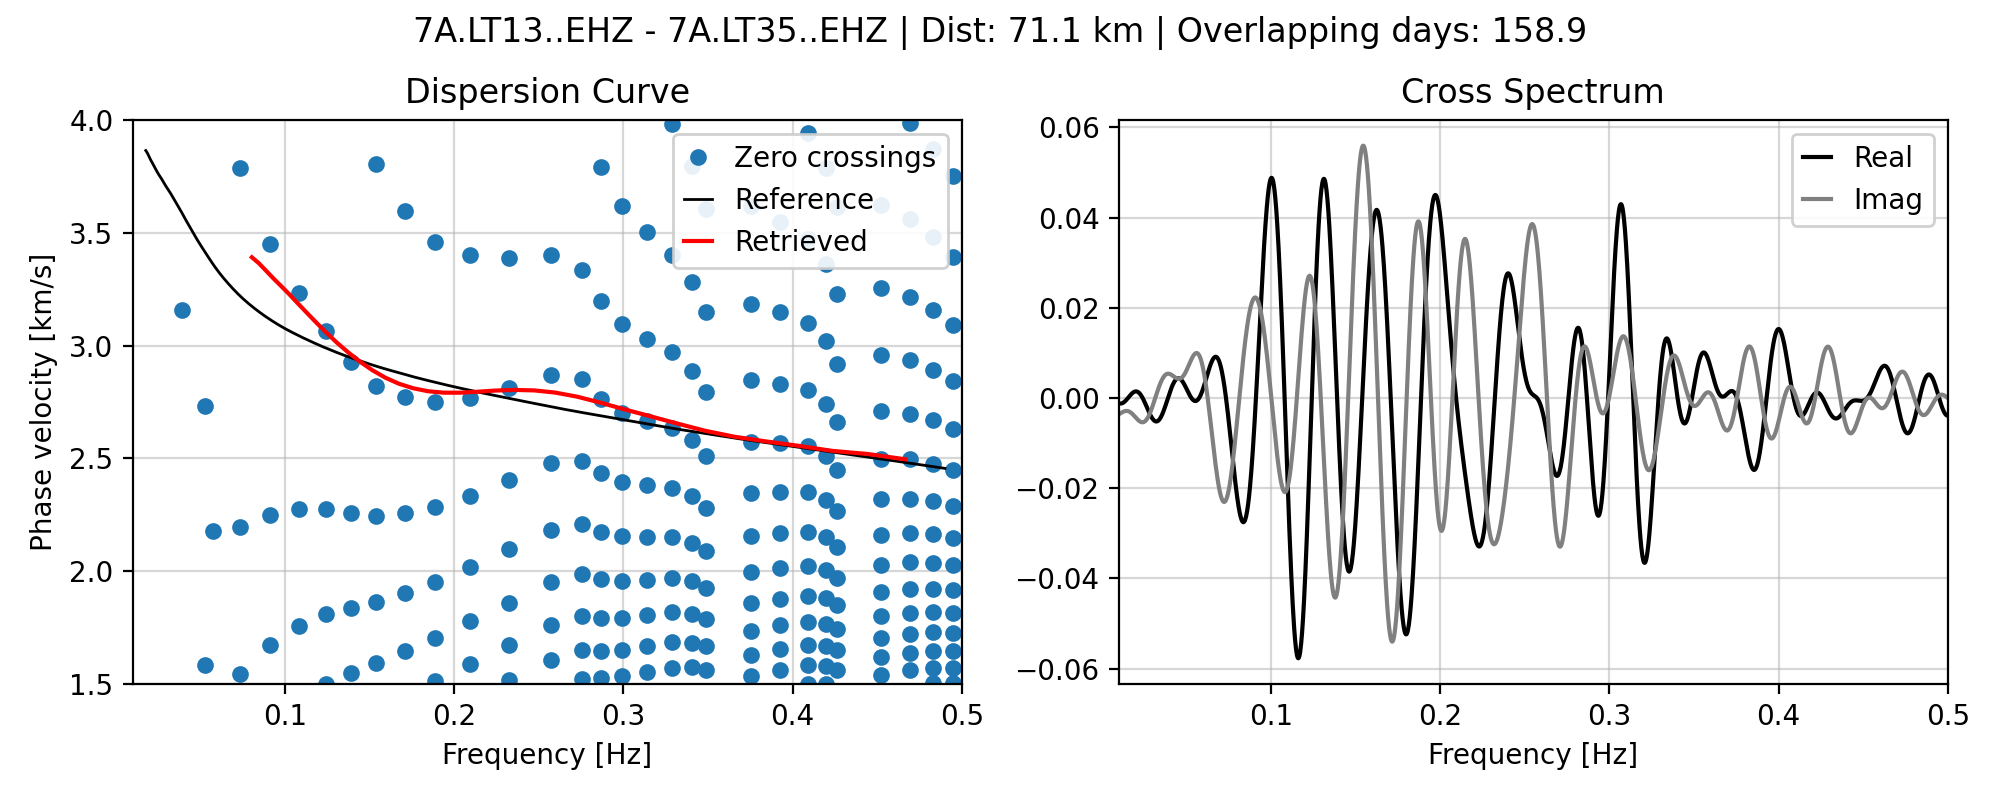 7A.LT13..EHZ - 7A.LT35..EHZ | Dist: 71.1 km | Overlapping days: 158.9
Dispersion Curve
4.0
3.5
3.0
2.5
2.0
1.5
Phase velocity [km/s]
0.1
0.2
0.3
0.4
0.5
Frequency [Hz]
Zero crossings
Reference
Retrieved
Cross Spectrum
0.06
0.04
0.02
0.00
−0.02
−0.04
−0.06
0.1
0.2
0.3
0.4
0.5
Frequency [Hz]
Real
Imag